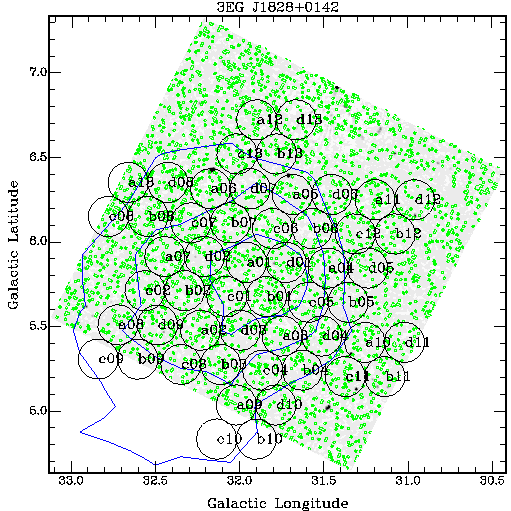 3EG J1828+0142
7.0
a12 d13
6.5
c13 b13
a13 d08 a06 d07 a05 d06 a11 d12
c08 b08 c07 b07 c06 b06 c12 b12
6.0
a07 d02 a01 d01 a04 d05
c02 b02 c01 b01 c05 b05
5.5
a08 d09 a02 d03 a03 d04 a10 d11
c09 b09 c03 b03 c04 b04 c11 b11
6.0
a09 d10
c10 b10
33.0 32.5 32.0 31.5 31.0 30.5
Galactic Longitude
Galactic Latitude